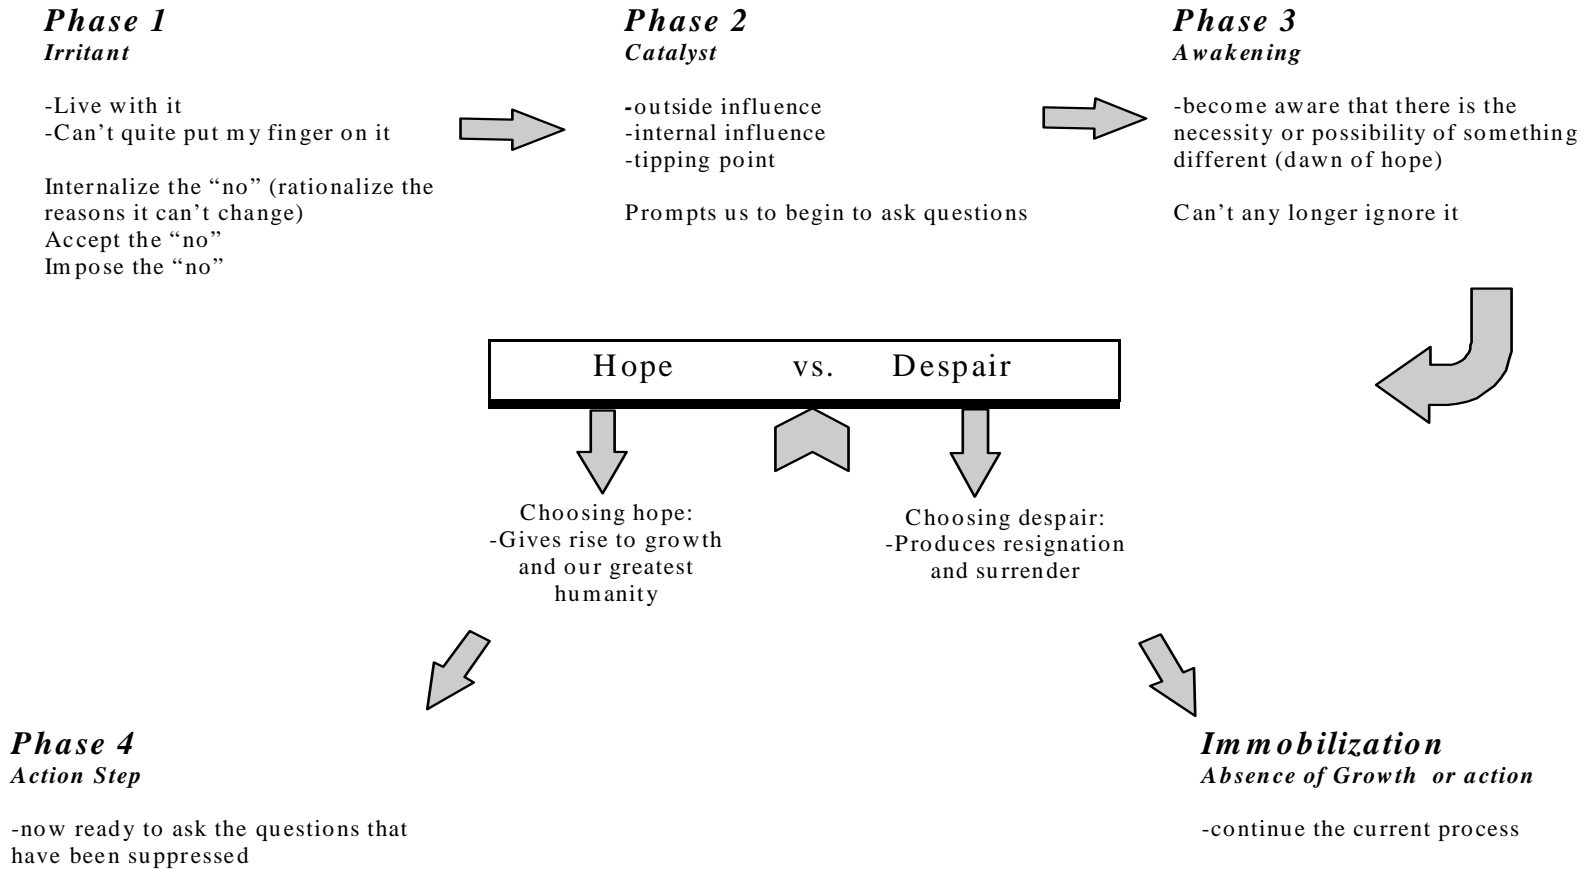 Phase 1
Irritant
-Live with it
-Can't quite put my finger on it
Internalize the “no” (rationalize the
reasons it can't change)
Accept the “no”
Impose the “no”
Phase 2
Catalyst
-outside influence
-internal influence
-tipping point
Prompts us to begin to ask questions
Phase 3
Awakening
-become aware that there is the
necessity or possibility of something
different (dawn of hope)
Can't any longer ignore it
Hope vs. Despair
Choosing hope:
-Gives rise to growth
and our greatest
humanity
Choosing despair:
-Produces resignation
and surrender
Phase 4
Action Step
-now ready to ask the questions that
have been suppressed
Immobilization
Absence of Growth or action
-continue the current process